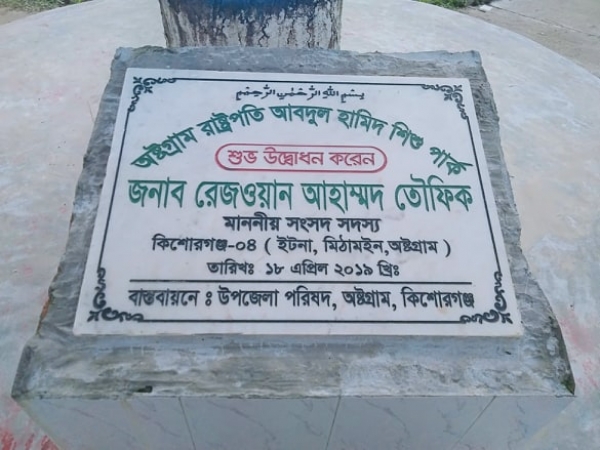 بسم الله الرحمن الرحيم
অষ্টগ্রাম রাষ্ট্রপতি আবদুল হামিদ শিশু পার্ক
শুভ উদ্বোধন করেন
জনাব রেজওয়ান আহাম্মদ তৌফিক
মাননীয় সংসদ সদস্য
কিশোরগঞ্জ-০৪ ( ইটনা, মিঠামইন,অষ্টগ্রাম )
তারিখঃ ১৮ এপ্রিল ২০১৯ খ্রিঃ
বাস্তবায়নে : উপজেলা পরিষদ, অষ্টগ্রাম, কিশোরগঞ্জ